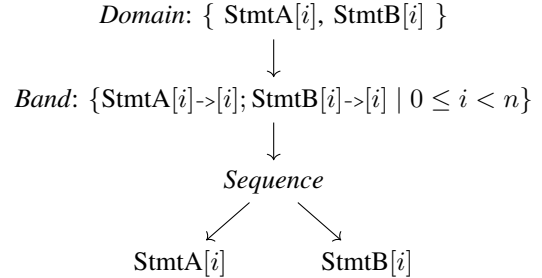 Domain: { StmtA[i], StmtB[i] }
Band: {StmtA[i]->[i]; StmtB[i]->[i] | 0 ≤ i < n}
Sequence
StmtA[i] StmtB[i]